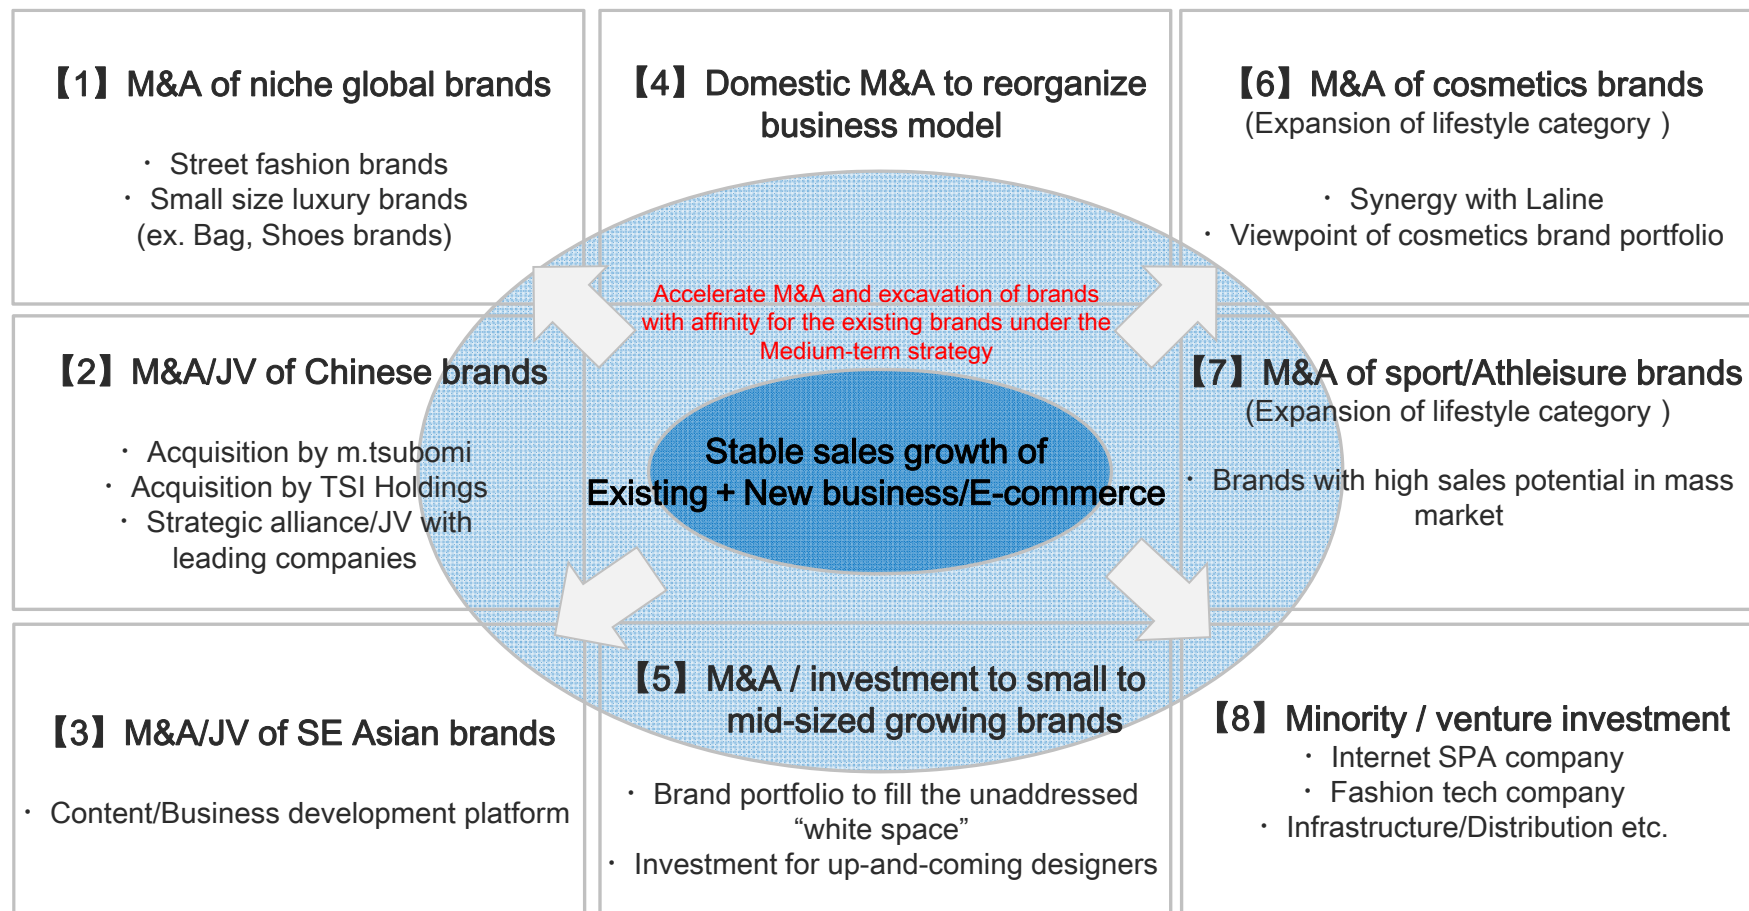 【1】 M&A of niche global brands
・ Street fashion brands
・ Small size luxury brands
(ex. Bag, Shoes brands)
【2】 M&A/JV of Chinese brands
・ Acquisition by m.tsubomi
・ Acquisition by TSI Holdings
・ Strategic alliance/JV with
leading companies
【3】 M&A/JV of SE Asian brands
・ Content/Business development platform
【4】 Domestic M&A to reorganize
business model
Accelerate M&A and excavation of brands
with affinity for the existing brands under the
Medium-term strategy
Stable sales growth of
Existing + New business/E-commerce
【5】 M&A / investment to small to
mid-sized growing brands
・ Brand portfolio to fill the unaddressed
“white space”
・ Investment for up-and-coming designers
【6】 M&A of cosmetics brands
(Expansion of lifestyle category )
・ Synergy with Laline
・ Viewpoint of cosmetics brand portfolio
【7】 M&A of sport/Athleisure brands
(Expansion of lifestyle category )
・ Brands with high sales potential in mass
market
【8】 Minority / venture investment
・ Internet SPA company
・ Fashion tech company
・ Infrastructure/Distribution etc.